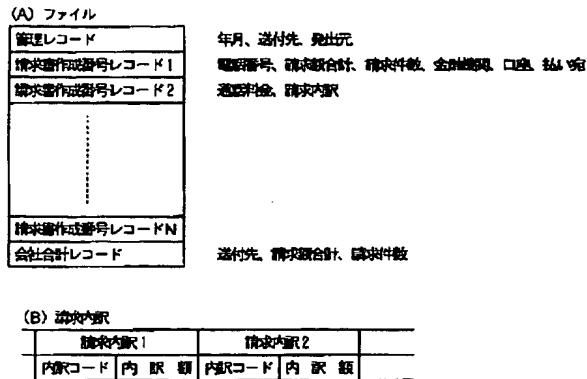 (A) ファイル
管理レコード 年月、送付先、発出元
請求書作成番号レコード1 電話番号、請求額合計、請求件数、金融機関、口座、払い宛
請求書作成番号レコード2 通話料金、請求内訳
請求書作成番号レコードN
会社合計レコード 送付先、請求額合計、請求件数
(B) 請求内訳
請求内訳1 請求内訳2
内訳コード 内訳額 内訳コード 内訳額